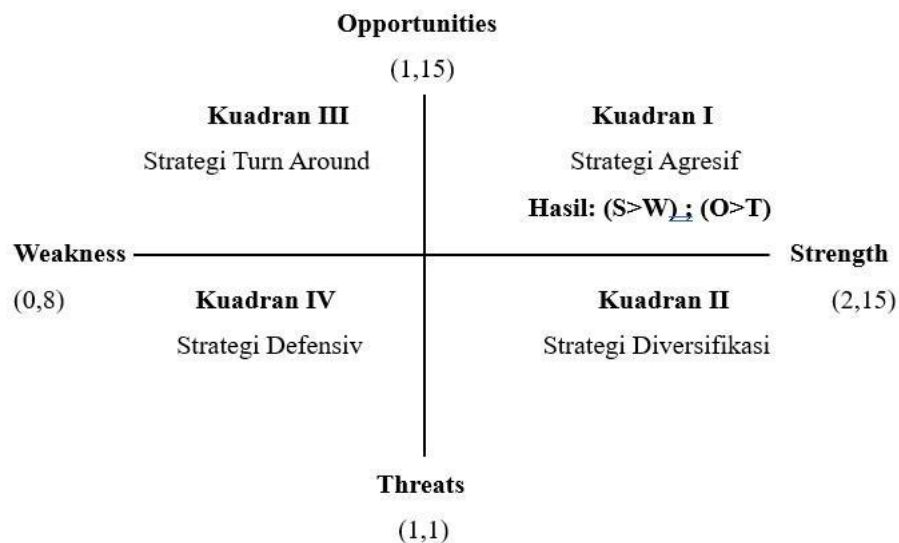 Opportunities
(1,15)
Kuadran III
Kuadran I
Strategi Turn Around
Strategi Agresif
Hasil: (S>W) ; (O>T)
Weakness
Strength
(0,8)
Kuadran IV
Kuadran II
(2,15)
Strategi Defensiv
Strategi Diversifikasi
Threats
(1,1)